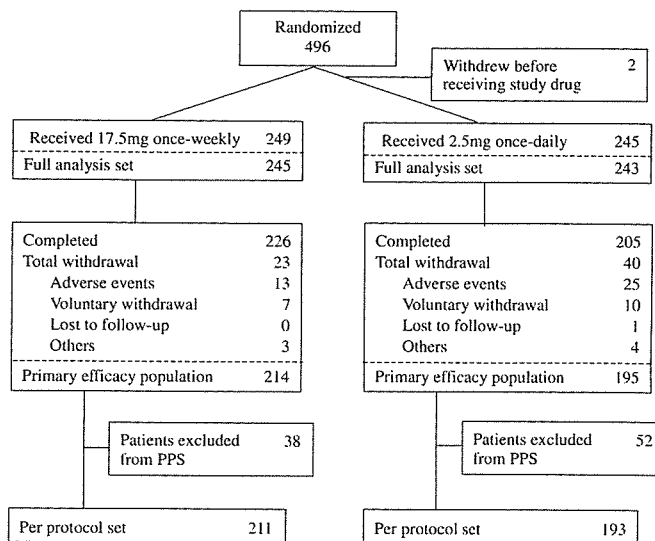 Randomized
496
Withdrew before 2
receiving study drug
Received 17.5mg once-weekly 249
Full analysis set 245
Received 2.5mg once-daily 245
Full analysis set 243
Completed 226
Total withdrawal 23
Adverse events 13
Voluntary withdrawal 7
Lost to follow-up 0
Others 3
Primary efficacy population 214
Completed 205
Total withdrawal 40
Adverse events 25
Voluntary withdrawal 10
Lost to follow-up 1
Others 4
Primary efficacy population 195
Patients excluded 38
from PPS
Patients excluded 52
from PPS
Per protocol set 211
Per protocol set 193